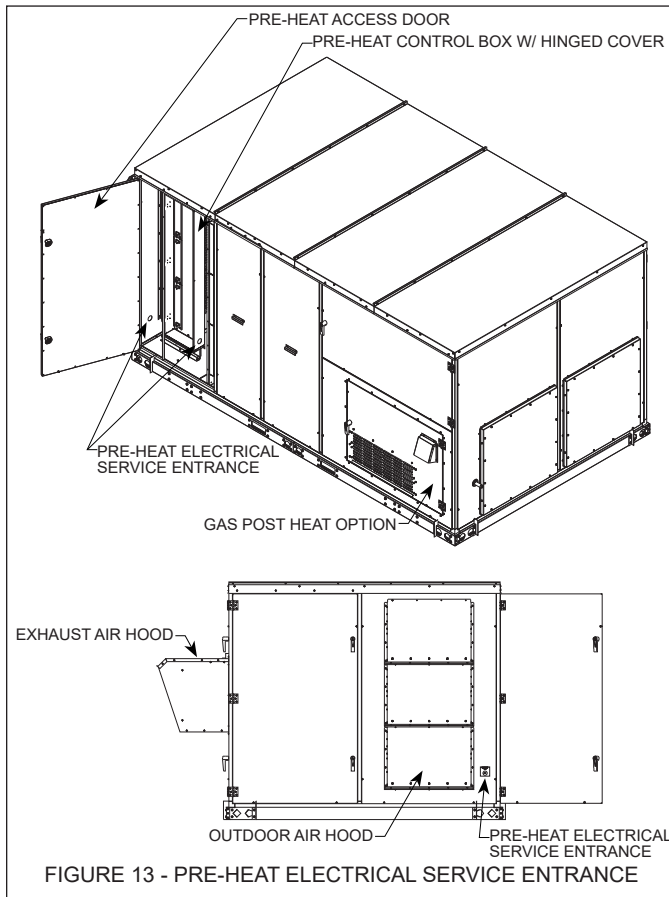 PRE-HEAT ACCESS DOOR
PRE-HEAT CONTROL BOX W/ HINGED COVER
PRE-HEAT ELECTRICAL
SERVICE ENTRANCE
GAS POST HEAT OPTION
EXHAUST AIR HOOD
OUTDOOR AIR HOOD
PRE-HEAT ELECTRICAL
SERVICE ENTRANCE
FIGURE 13 - PRE-HEAT ELECTRICAL SERVICE ENTRANCE